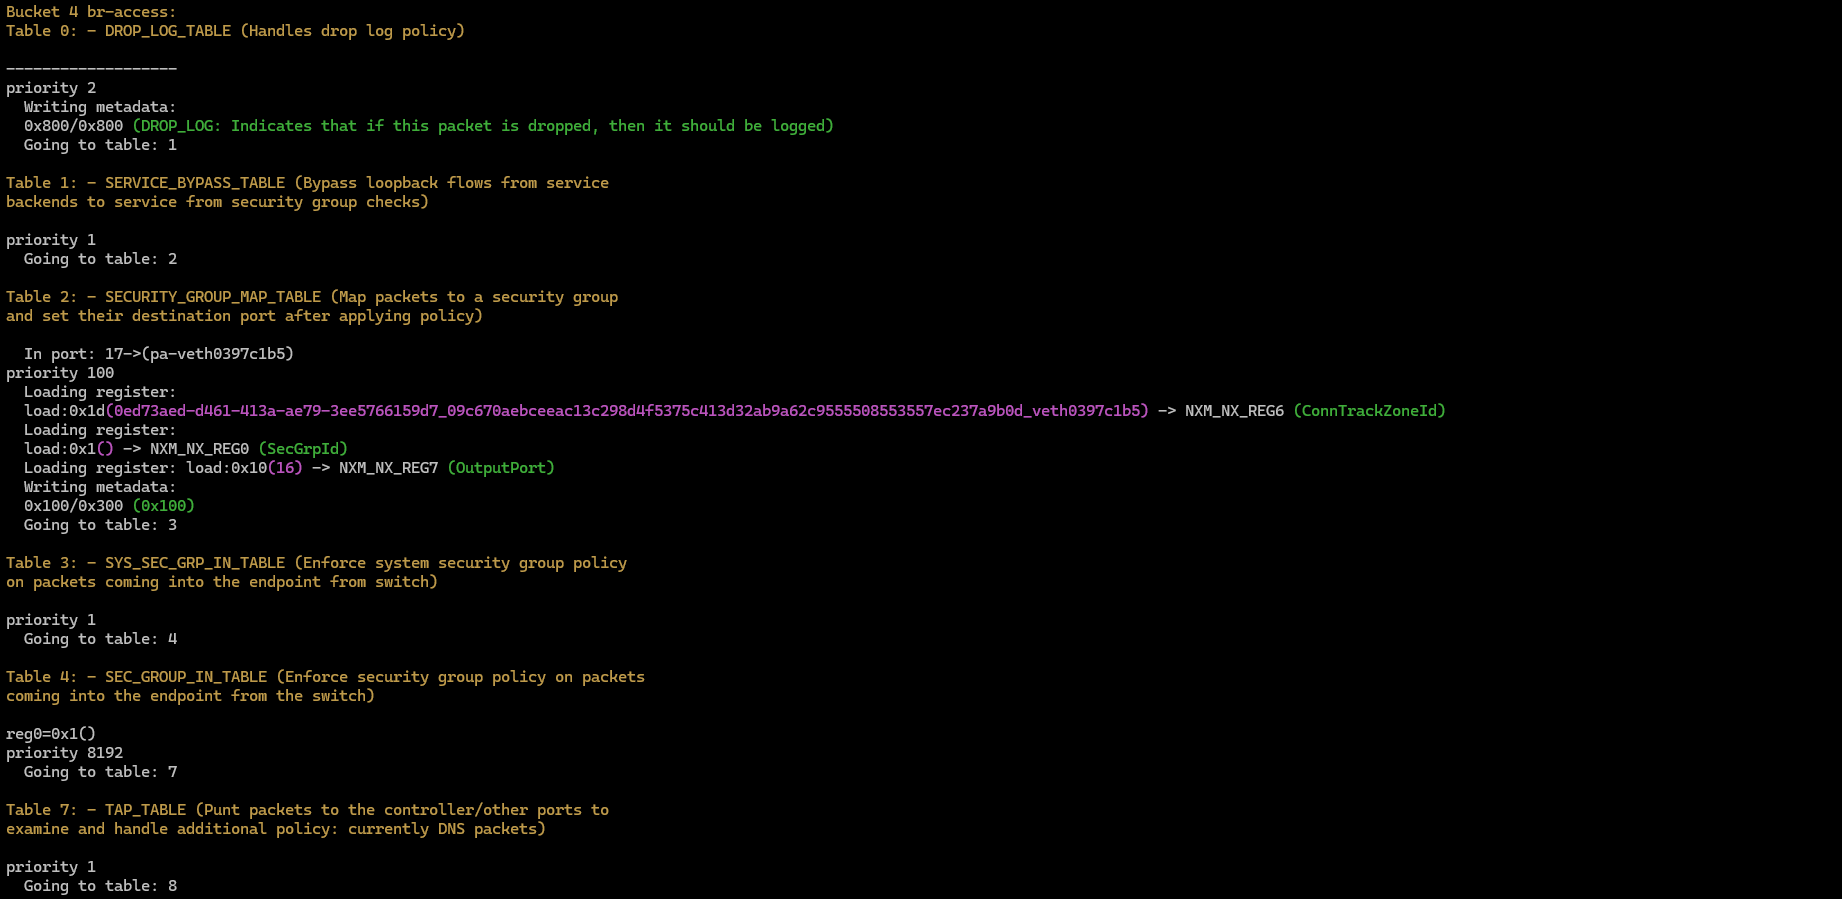 Bucket 4 br-access:
Table 0: - DROP_LOG_TABLE (Handles drop log policy)
-------------------
priority 2
Writing metadata:
0x800/0x800 (DROP_LOG: Indicates that if this packet is dropped, then it should be logged)
Going to table: 1
Table 1: - SERVICE_BYPASS_TABLE (Bypass loopback flows from service
backends to service from security group checks)
priority 1
Going to table: 2
Table 2: - SECURITY_GROUP_MAP_TABLE (Map packets to a security group
and set their destination port after applying policy)
In port: 17->(pa-veth0397c1b5)
priority 100
Loading register:
load:0x1d(0ed73aed-d461-413a-ae79-3ee5766159d7_09c670aebceeac13c298d4f5375c413d32ab9a62c9555508553557ec237a9b0d_veth0397c1b5) -> NXM_NX_REG6 (ConnTrackZoneId)
Loading register:
load:0x1() -> NXM_NX_REG0 (SecGrpId)
Loading register: load:0x10(16) -> NXM_NX_REG7 (OutputPort)
Writing metadata:
0x100/0x300 (0x100)
Going to table: 3
Table 3: - SYS_SEC_GRP_IN_TABLE (Enforce system security group policy
on packets coming into the endpoint from switch)
priority 1
Going to table: 4
Table 4: - SEC_GROUP_IN_TABLE (Enforce security group policy on packets
coming into the endpoint from the switch)
reg0=0x1()
priority 8192
Going to table: 7
Table 7: - TAP_TABLE (Punt packets to the controller/other ports to
examine and handle additional policy: currently DNS packets)
priority 1
Going to table: 8